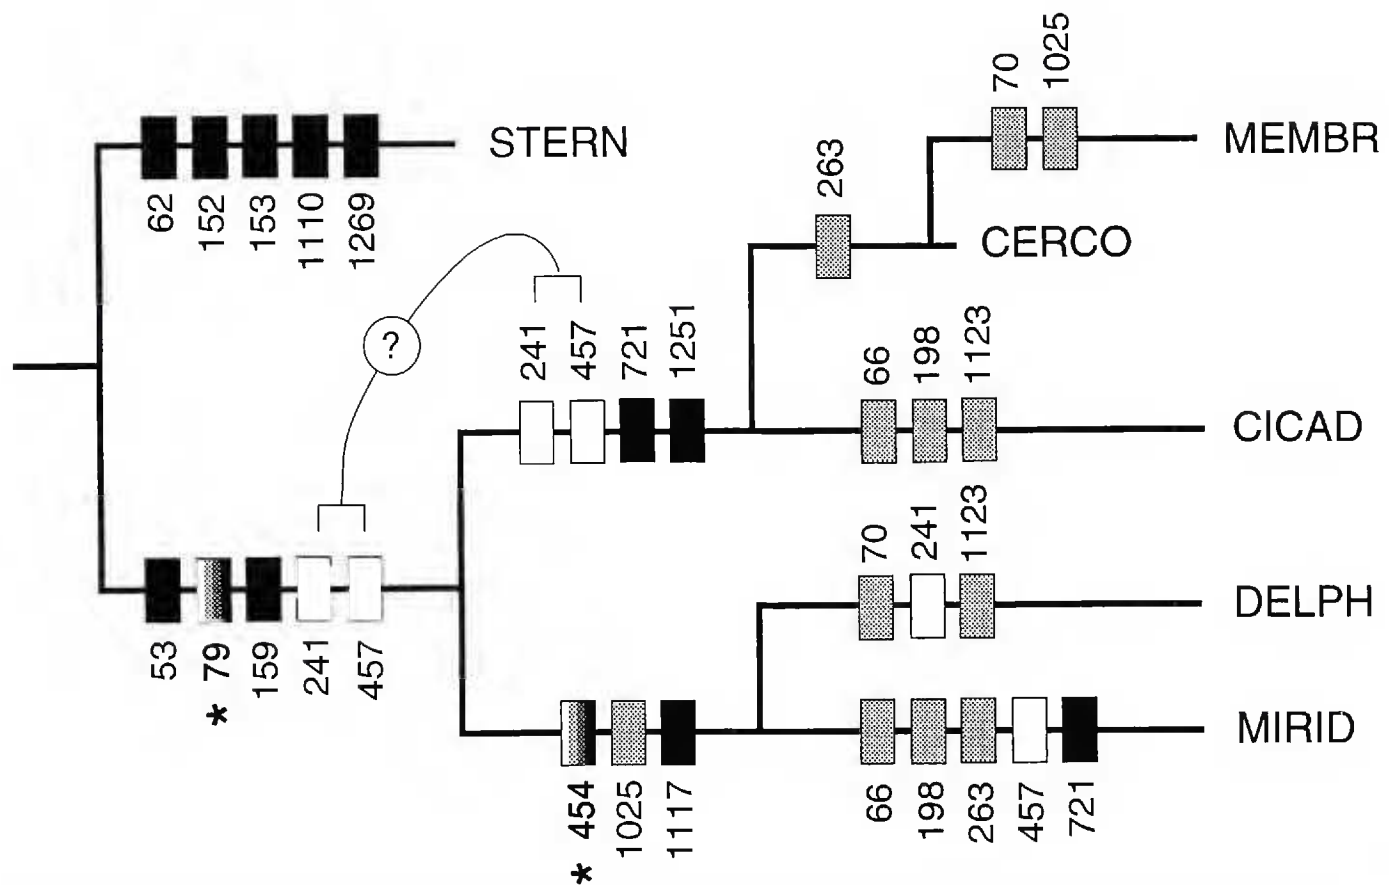 70 1025
MEMBR
STERN
62 152 153 1110 1269
263
CERCO
?
241 457 721 1251
66 198 1123
CICAD
70 241 1123
DELPH
53 79 159 241 457
*
MIRID
454 1025 1117
*
66 198 263 457 721